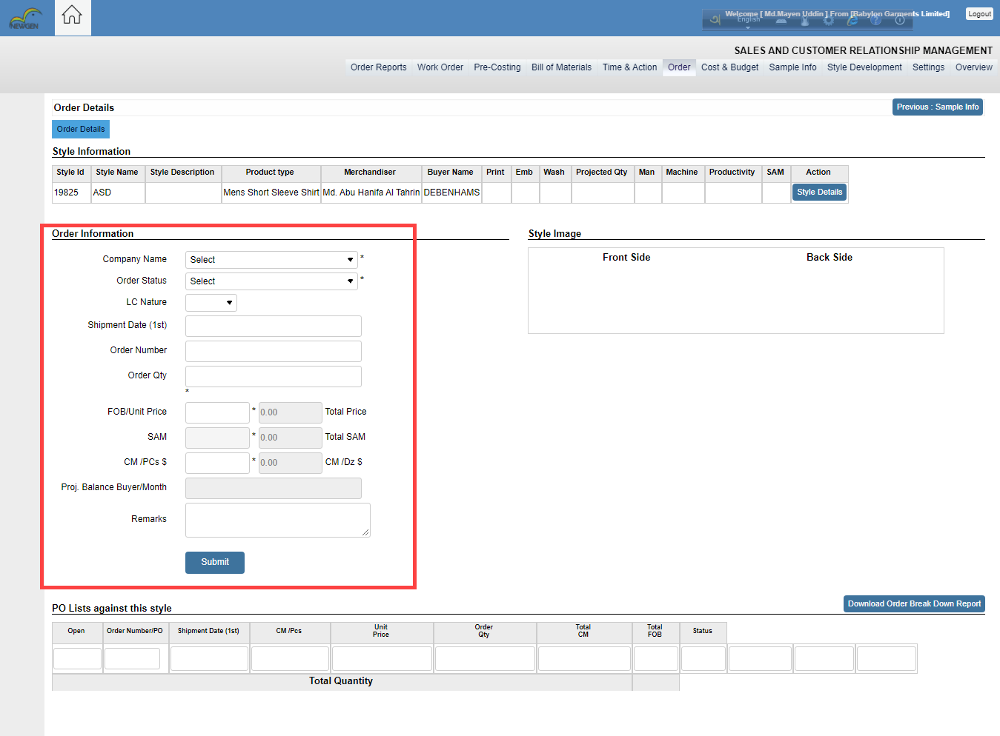 NEWGEN
Welcome [ Md.Mayen Uddin ] From [Babylon Garments Limited]
English
Logout
SALES AND CUSTOMER RELATIONSHIP MANAGEMENT
Order Reports Work Order Pre-Costing Bill of Materials Time & Action Order Cost & Budget Sample Info Style Development Settings Overview
Order Details
Previous : Sample Info
Order Details
Style Information
Style Id Style Name Style Description Product type Merchandiser Buyer Name Print Emb Wash Projected Qty Man Machine Productivity SAM Action
19825 ASD Mens Short Sleeve Shirt Md. Abu Hanifa Al Tahrin DEBENHAMS Style Details
Order Information
Company Name Select *
Order Status Select *
LC Nature
Shipment Date (1st)
Order Number
Order Qty
*
FOB/Unit Price * 0.00 Total Price
SAM * 0.00 Total SAM
CM /PCs $ * 0.00 CM /Dz $
Proj. Balance Buyer/Month
Remarks
Submit
Style Image
Front Side Back Side
PO Lists against this style
Download Order Break Down Report
Open Order Number/PO Shipment Date (1st) CM /Pcs Unit Price Order Qty Total CM Total FOB Status
Total Quantity